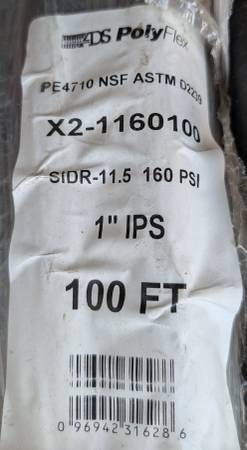 ADS PolyFlex
PE4710 NSF ASTM D2239
X2-1160100
SIDR-11.5 160 PSI
1" IPS
100 FT
0 96942 31628 6